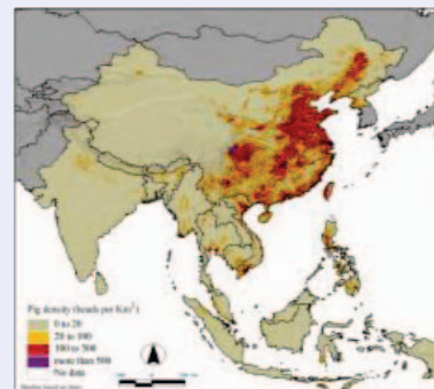 Pig density (heads per Km²)
0 to 20
20 to 100
100 to 500
more than 500
No data